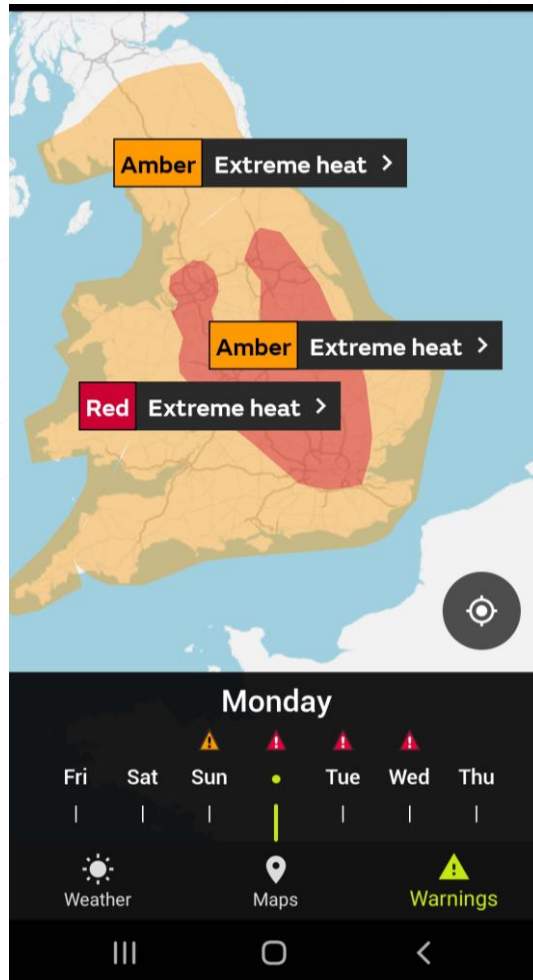 Amber Extreme heat >
Amber Extreme heat >
Red Extreme heat >
Monday
Fri Sat Sun Tue Wed Thu
Weather Maps Warnings